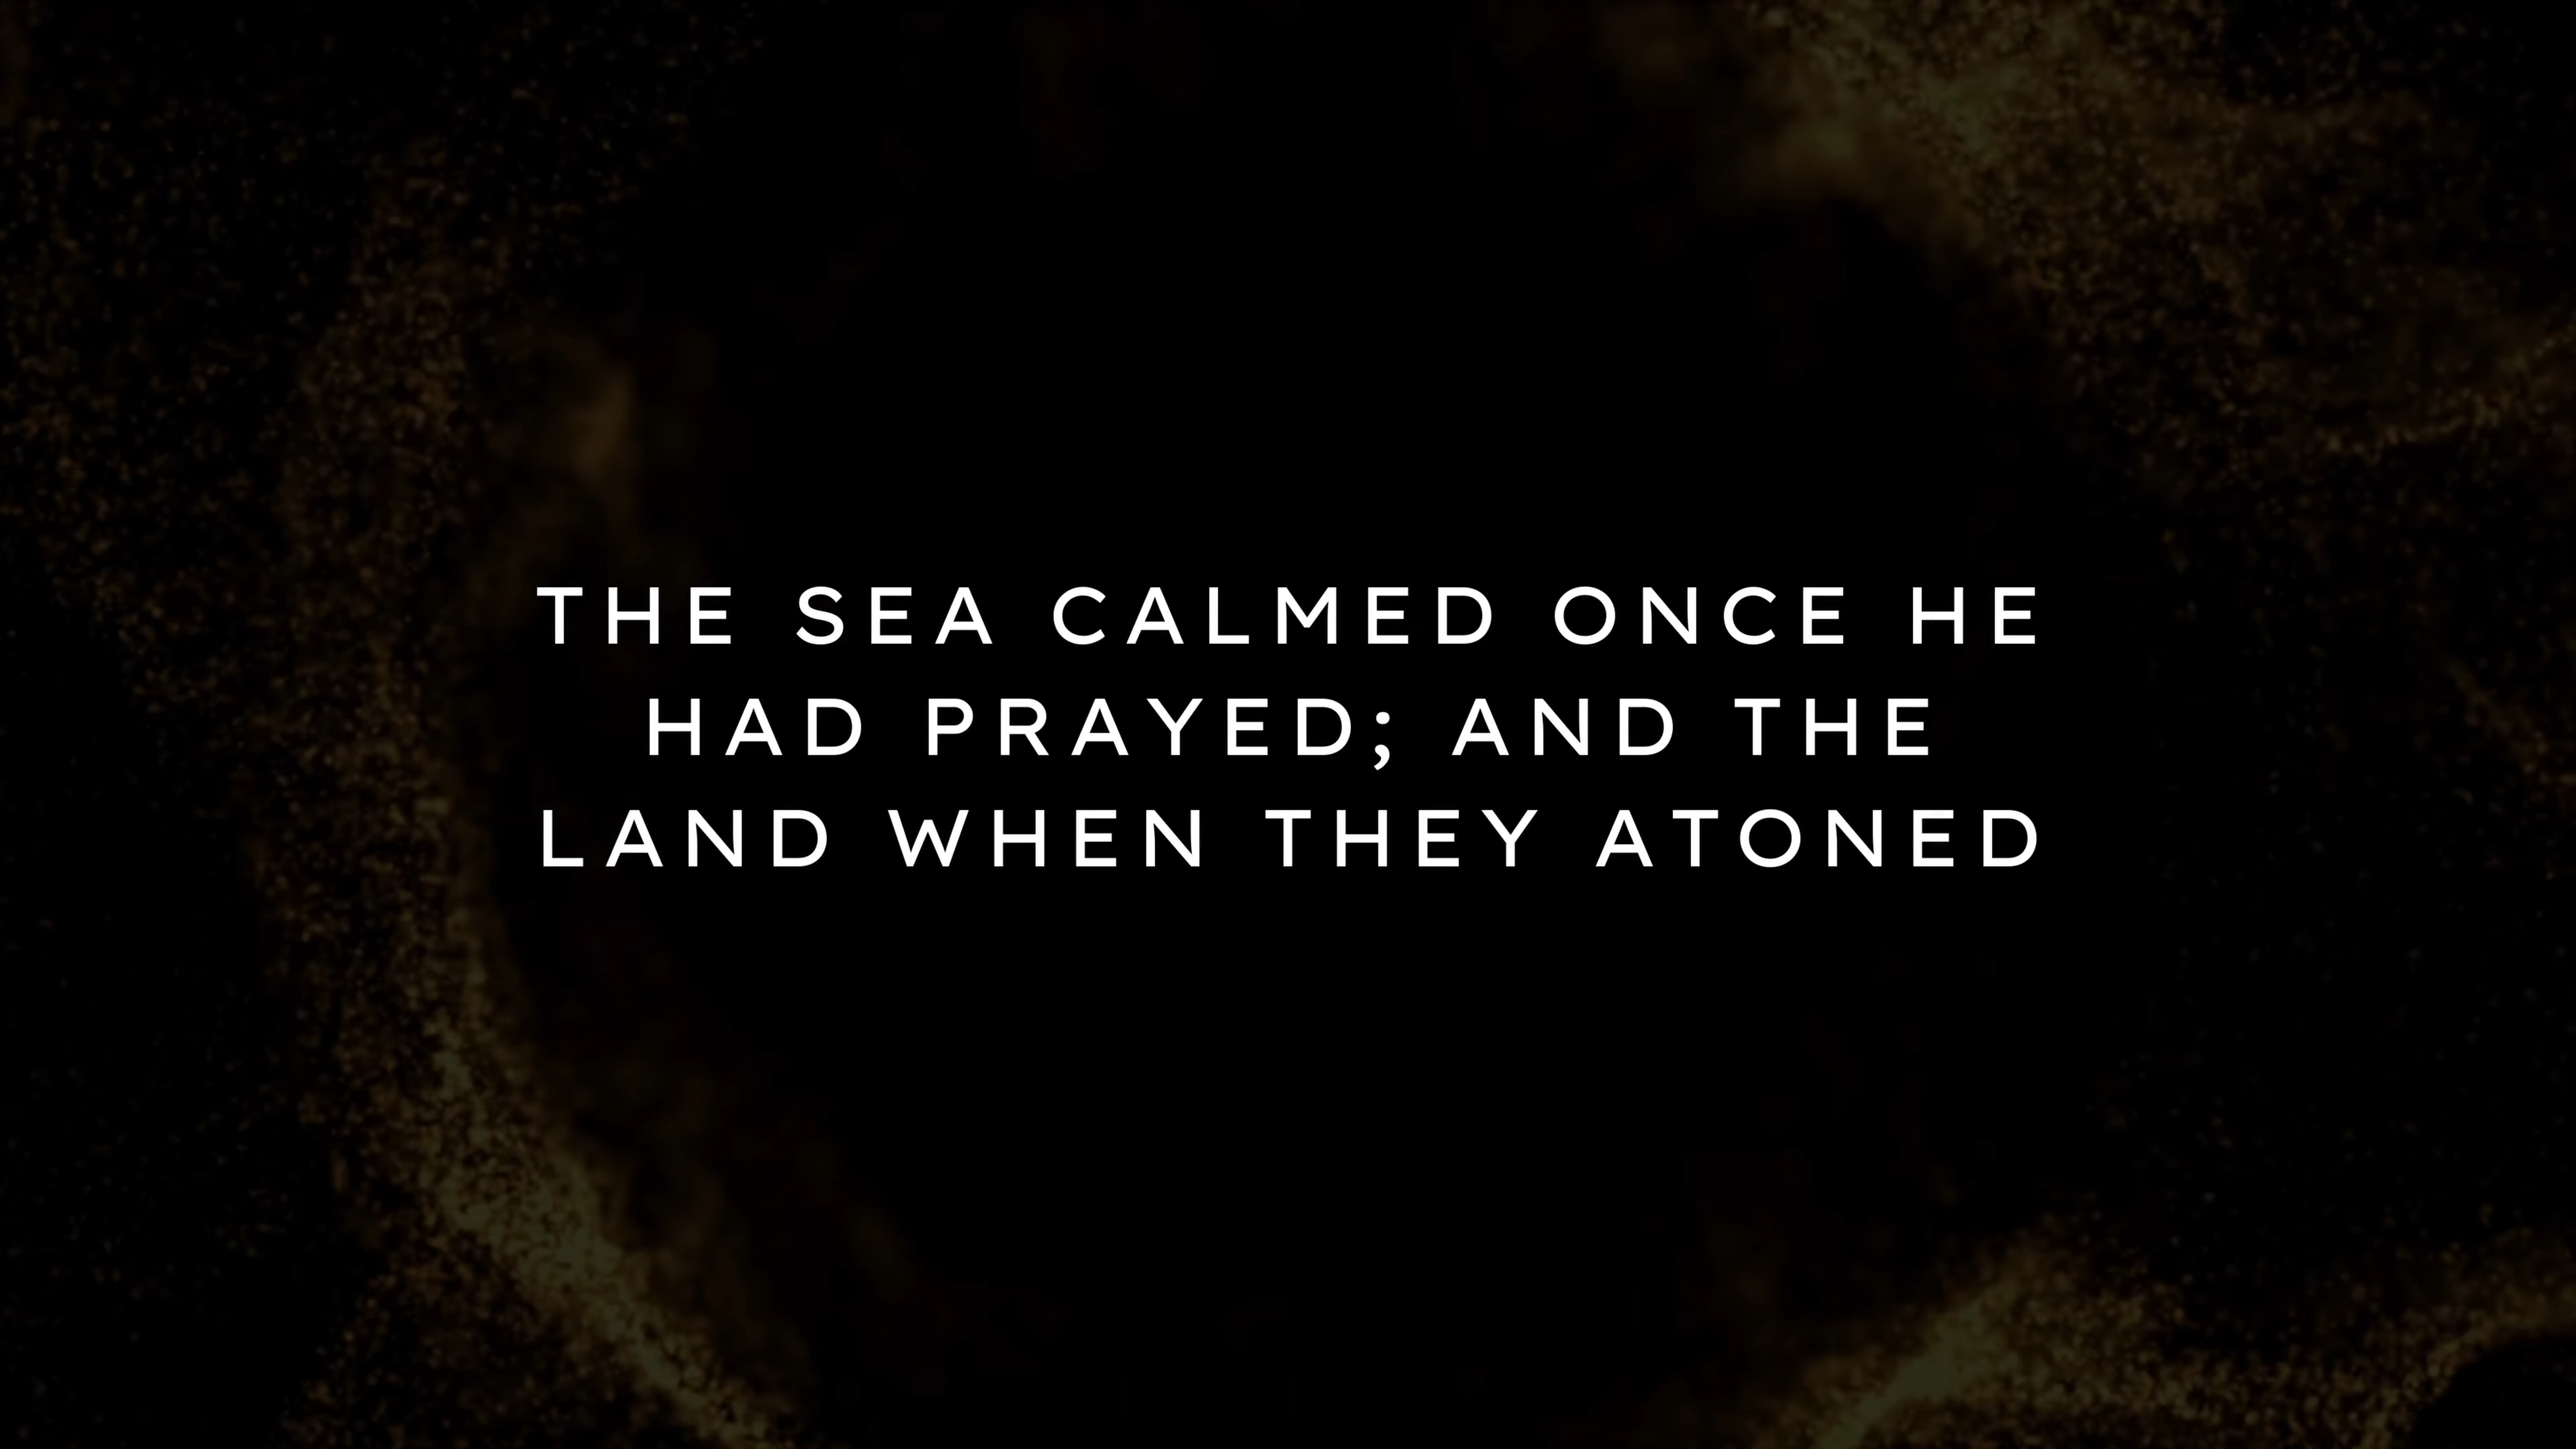 THE SEA CALMED ONCE HE
HAD PRAYED; AND THE
LAND WHEN THEY ATONED